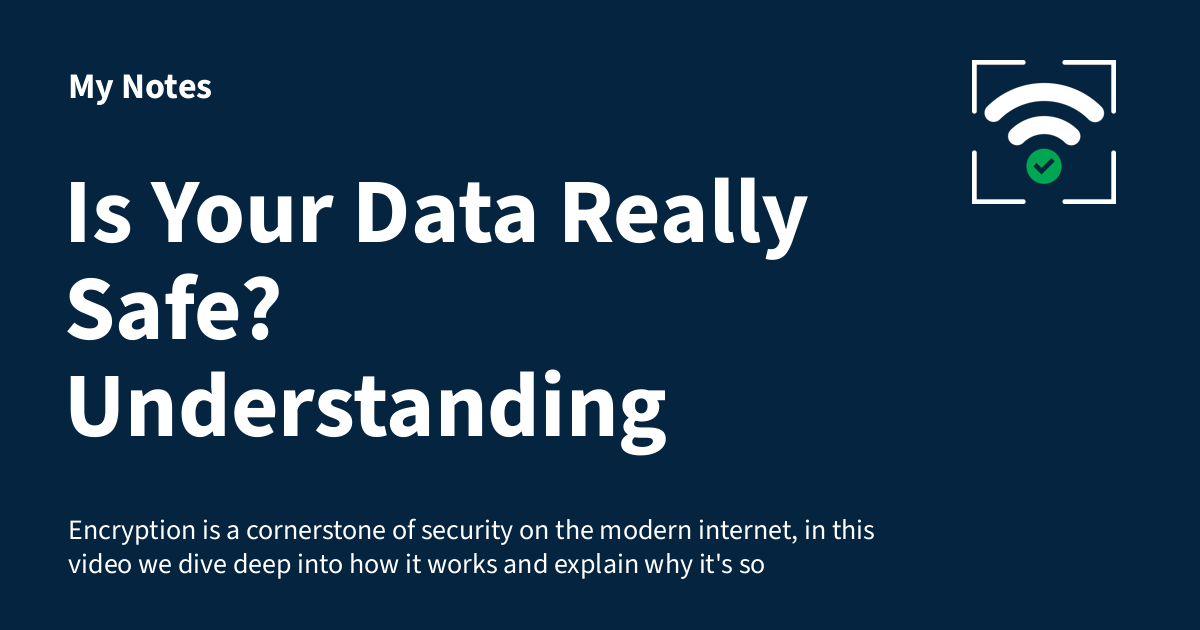 My Notes
Is Your Data Really
Safe?
Understanding
Encryption is a cornerstone of security on the modern internet, in this
video we dive deep into how it works and explain why it's so